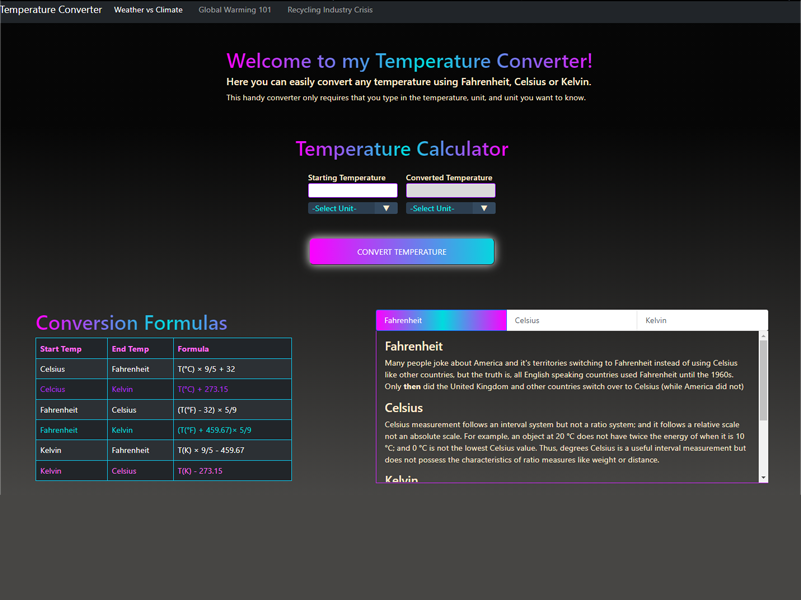 Temperature Converter Weather vs Climate Global Warming 101 Recycling Industry Crisis
Welcome to my Temperature Converter!
Here you can easily convert any temperature using Fahrenheit, Celsius or Kelvin.
This handy converter only requires that you type in the temperature, unit, and unit you want to know.
Temperature Calculator
Starting Temperature Converted Temperature
-Select Unit- ▼ -Select Unit- ▼
CONVERT TEMPERATURE
Conversion Formulas
Start Temp End Temp Formula
Celsius Fahrenheit T(°C) × 9/5 + 32
Celcius Kelvin T(°C) + 273.15
Fahrenheit Celsius (T(°F) - 32) × 5/9
Fahrenheit Kelvin (T(°F) + 459.67)× 5/9
Kelvin Fahrenheit T(K) × 9/5 - 459.67
Kelvin Celsius T(K) - 273.15
Fahrenheit Celsius Kelvin
Fahrenheit
Many people joke about America and it's territories switching to Fahrenheit instead of using Celsius
like other countries, but the truth is, all English speaking countries used Fahrenheit until the 1960s.
Only then did the United Kingdom and other countries switch over to Celsius (while America did not)
Celsius
Celsius measurement follows an interval system but not a ratio system; and it follows a relative scale
not an absolute scale. For example, an object at 20 °C does not have twice the energy of when it is 10
°C; and 0 °C is not the lowest Celsius value. Thus, degrees Celsius is a useful interval measurement but
does not possess the characteristics of ratio measures like weight or distance.
Kelvin